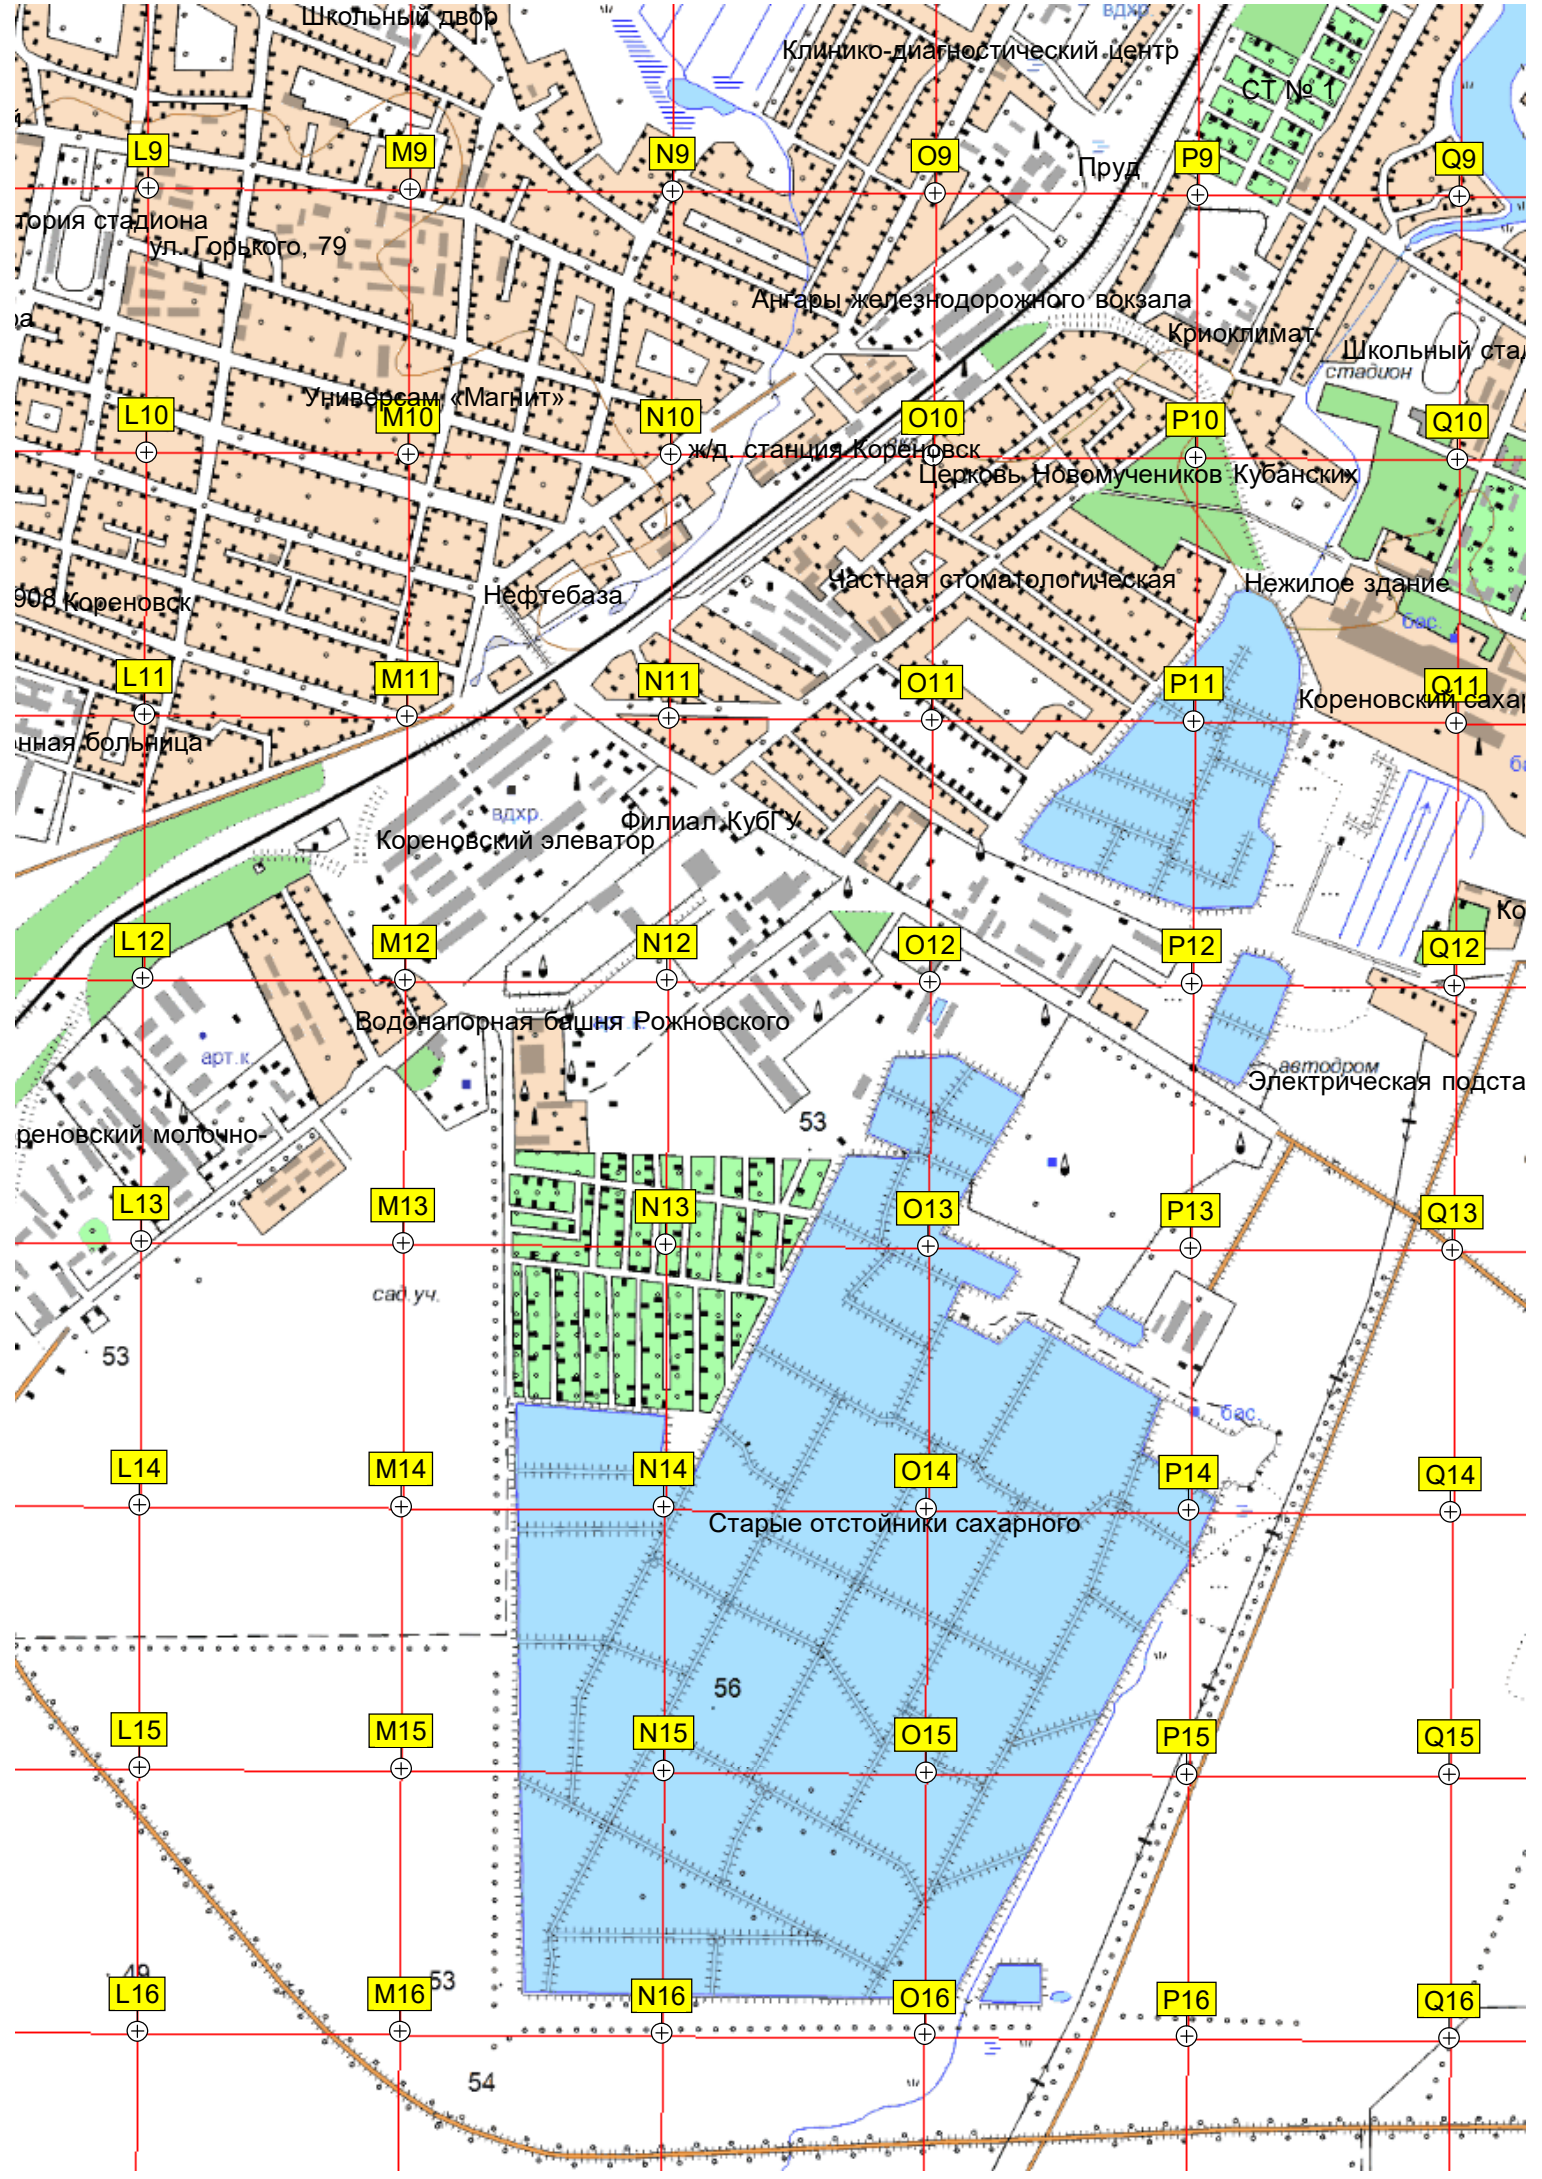 Школьный двор
вдхр.
Клинико-диагностический центр
СТ № 1
L9
M9
N9
O9
P9
Q9
Пруд
тория стадиона
ул. Горького, 79
Ангары железнодорожного вокзала
ра
Криоклимат
Школьный ста
стадион
Универсам «Магнит»
L10
M10
N10
O10
P10
Q10
ж/д. станция Кореновск
Церковь Новомучеников Кубанских
Частная стоматологическая
Нежилое здание
908 Кореновск
Нефтебаза
бас.
L11
M11
N11
O11
P11
Q11
Кореновский сахар
нная больница
ба
вдхр.
Филиал КубГУ
Кореновский элеватор
Ко
L12
M12
N12
O12
P12
Q12
Водонапорная башня Рожновского
арт.к.
арт.к.
автодром
Электрическая подста
53
реновский молочно-
L13
M13
N13
O13
P13
Q13
сад.уч.
53
бас.
L14
M14
N14
O14
P14
Q14
Старые отстойники сахарного
56
L15
M15
N15
O15
P15
Q15
49
53
L16
M16
N16
O16
P16
Q16
54